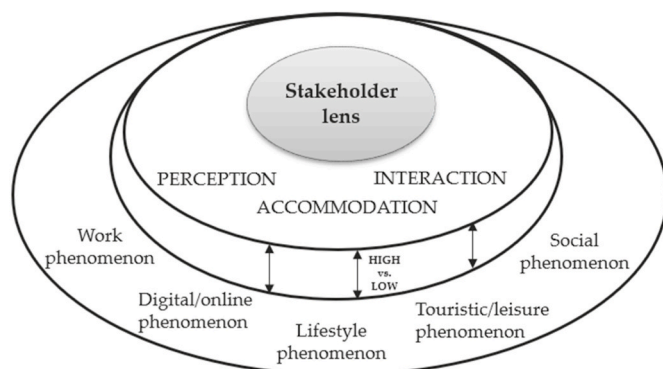 Stakeholder
lens
PERCEPTION
INTERACTION
ACCOMMODATION
Work
phenomenon
HIGH
vs.
LOW
Social
phenomenon
Digital/online
phenomenon
Lifestyle
phenomenon
Touristic/leisure
phenomenon